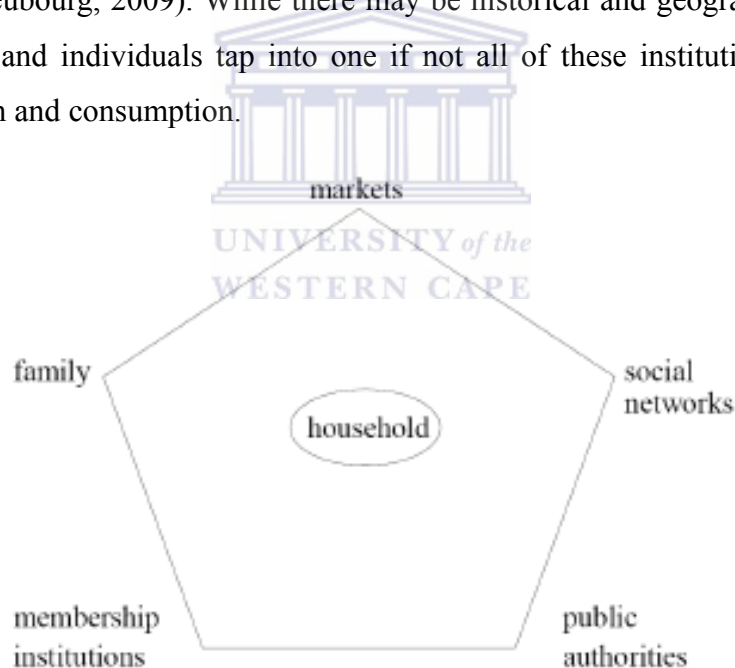 eubourg, 2009). While there may be historical and geogra
and individuals tap into one if not all of these instituti
n and consumption.
markets
UNIVERSITY of the
WESTERN CAPE
family
social
networks
household
membership
institutions
public
authorities